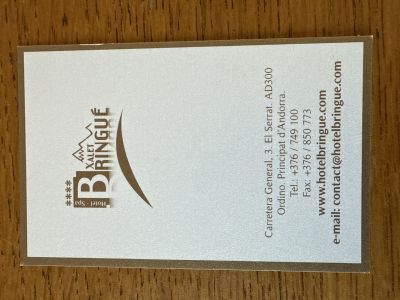 ****
Hotel - Spa
XALET
BRINGUÉ
Carretera General, 3. El Serrat. AD300
Ordino. Principat d'Andorra.
Tel.: +376 / 749 100
Fax: +376 / 850 773
www.hotelbringue.com
e-mail: contact@hotelbringue.com